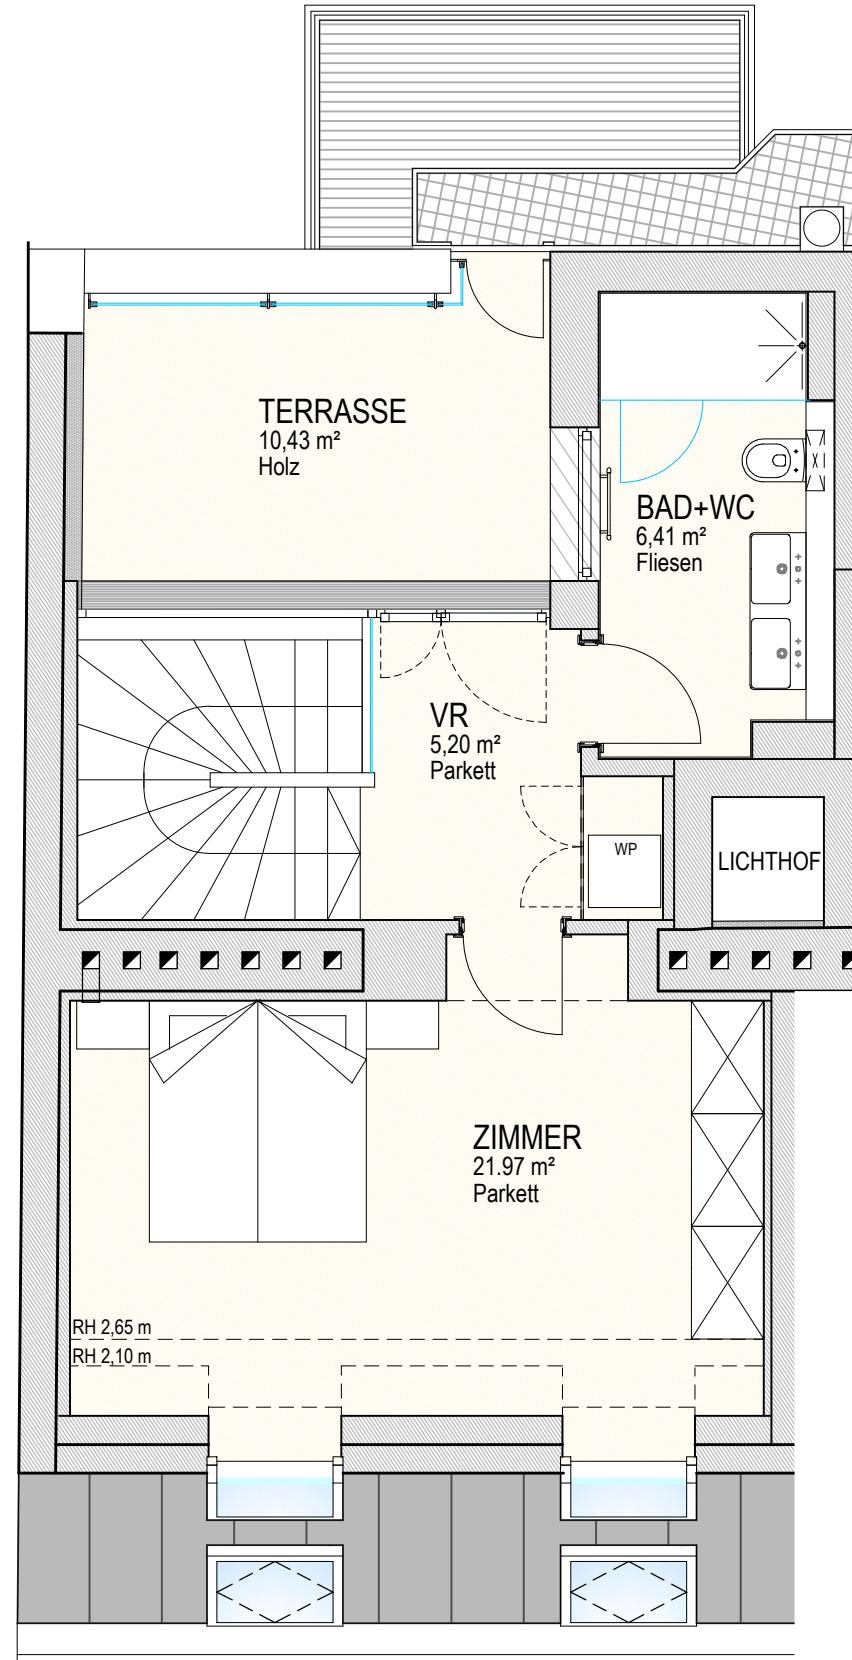 TERRASSE
10,43 m²
Holz
BAD+WC
6,41 m²
Fliesen
VR
5,20 m²
Parkett
WP
LICHTHOF
ZIMMER
21.97 m²
Parkett
RH 2,65 m
RH 2,10 m